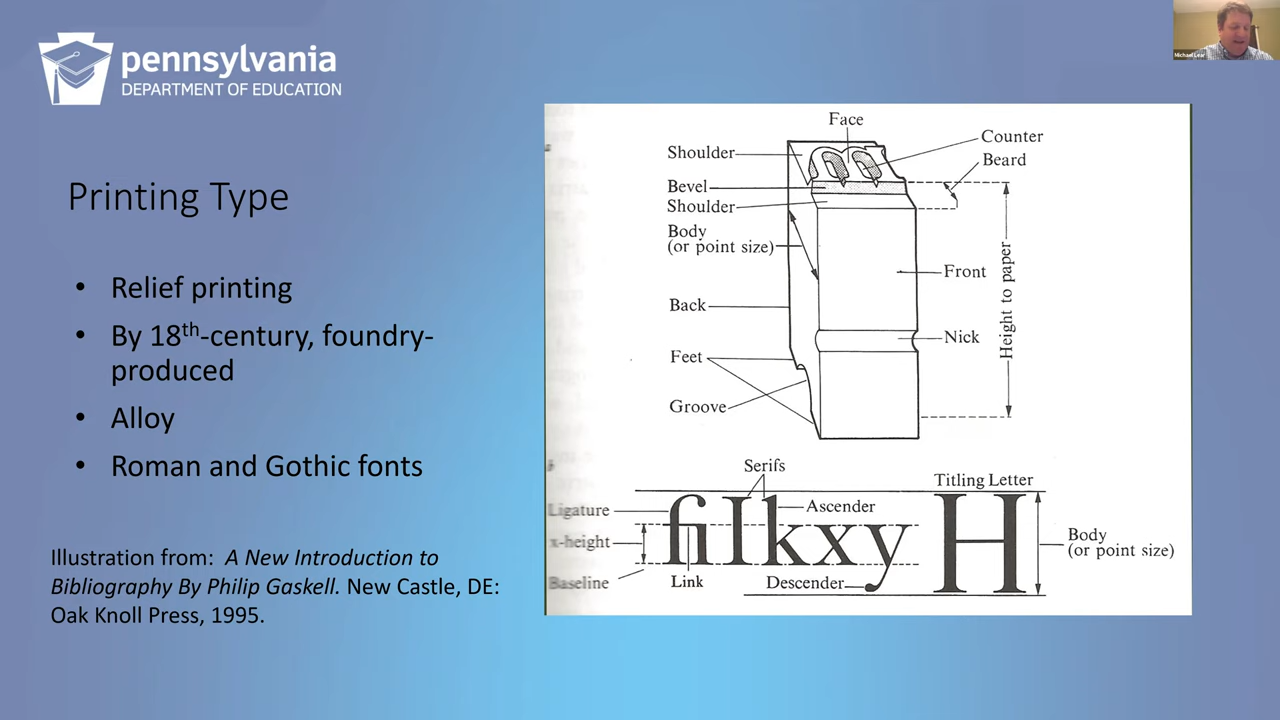 pennsylvania
DEPARTMENT OF EDUCATION
Printing Type
• Relief printing
• By 18th-century, foundry-
produced
• Alloy
• Roman and Gothic fonts
Illustration from: A New Introduction to
Bibliography By Philip Gaskell. New Castle, DE:
Oak Knoll Press, 1995.
Face
Counter
Shoulder
Beard
Bevel
Shoulder
Body
(or point size)
Height to paper
Front
Back
Nick
Feet
Groove
Serifs
Titling Letter
Ligature
Ascender
fiIkxy H
x-height
Body
(or point size)
Baseline
Link
Descender